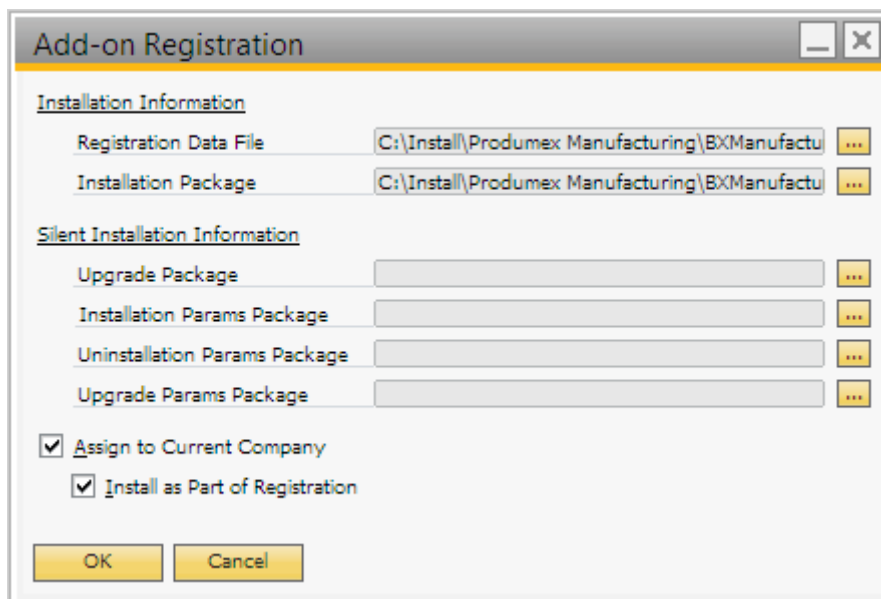 Add-on Registration
Installation Information
Registration Data File C:\Install\Produmex Manufacturing\BXManufactu ...
Installation Package C:\Install\Produmex Manufacturing\BXManufactu ...
Silent Installation Information
Upgrade Package ...
Installation Params Package ...
Uninstallation Params Package ...
Upgrade Params Package ...
Assign to Current Company
Install as Part of Registration
OK Cancel